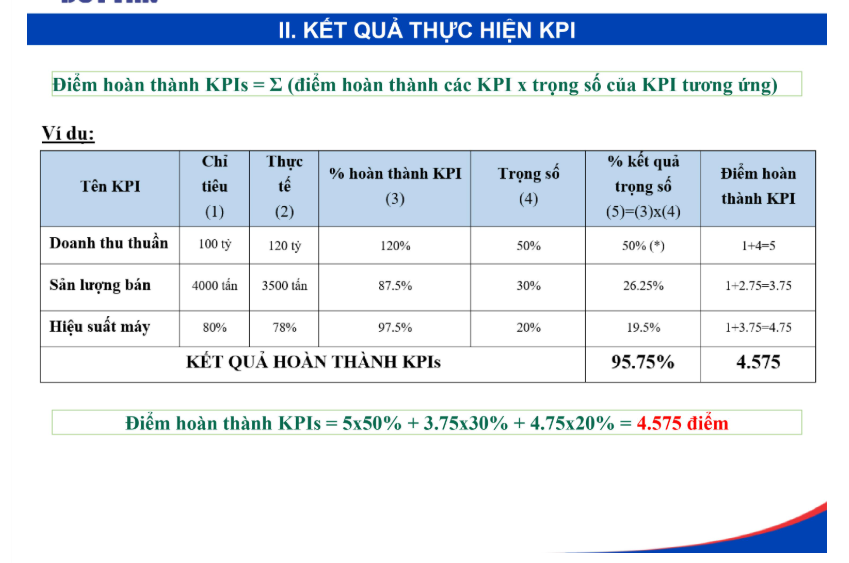 II. KẾT QUẢ THỰC HIỆN KPI
Điểm hoàn thành KPIs = Σ (điểm hoàn thành các KPI x trọng số của KPI tương ứng)
Ví dụ:
Tên KPI Chỉ tiêu (1) Thực tế (2) % hoàn thành KPI (3) Trọng số (4) % kết quả trọng số (5)=(3)x(4) Điểm hoàn thành KPI
Doanh thu thuần 100 tỷ 120 tỷ 120% 50% 50% (*) 1+4=5
Sản lượng bán 4000 tấn 3500 tấn 87.5% 30% 26.25% 1+2.75=3.75
Hiệu suất máy 80% 78% 97.5% 20% 19.5% 1+3.75=4.75
KẾT QUẢ HOÀN THÀNH KPIs 95.75% 4.575
Điểm hoàn thành KPIs = 5x50% + 3.75x30% + 4.75x20% = 4.575 điểm